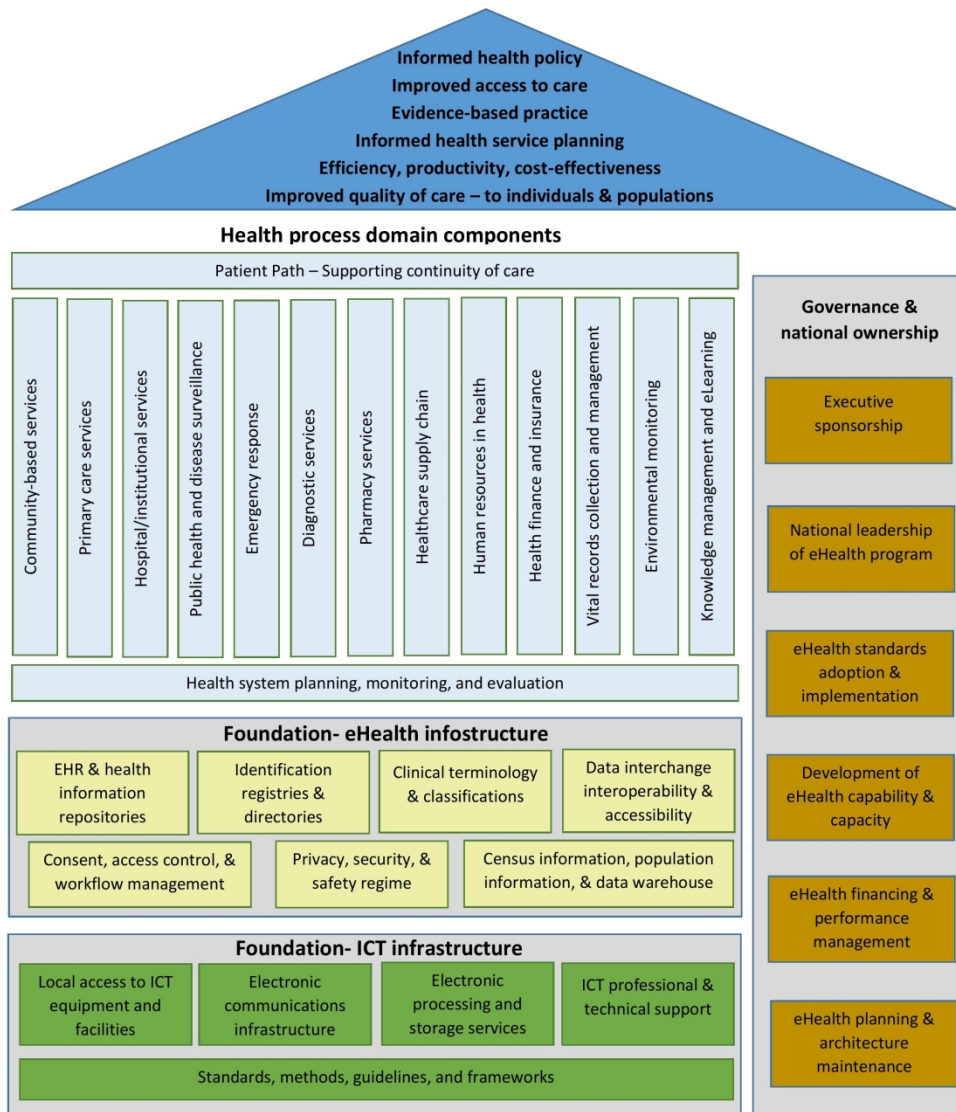 Informed health policy
Improved access to care
Evidence-based practice
Informed health service planning
Efficiency, productivity, cost-effectiveness
Improved quality of care – to individuals & populations
Health process domain components
Patient Path – Supporting continuity of care
Community-based services
Primary care services
Hospital/institutional services
Public health and disease surveillance
Emergency response
Diagnostic services
Pharmacy services
Healthcare supply chain
Human resources in health
Health finance and insurance
Vital records collection and management
Environmental monitoring
Knowledge management and eLearning
Health system planning, monitoring, and evaluation
Foundation- eHealth infostructure
EHR & health
information
repositories
Identification
registries &
directories
Clinical terminology
& classifications
Data interchange
interoperability &
accessibility
Consent, access control, &
workflow management
Privacy, security, &
safety regime
Census information, population
information, & data warehouse
Foundation- ICT infrastructure
Local access to ICT
equipment and
facilities
Electronic
communications
infrastructure
Electronic
processing and
storage services
ICT professional &
technical support
Standards, methods, guidelines, and frameworks
Governance &
national ownership
Executive
sponsorship
National leadership
of eHealth program
eHealth standards
adoption &
implementation
Development of
eHealth capability &
capacity
eHealth financing &
performance
management
eHealth planning &
architecture
maintenance